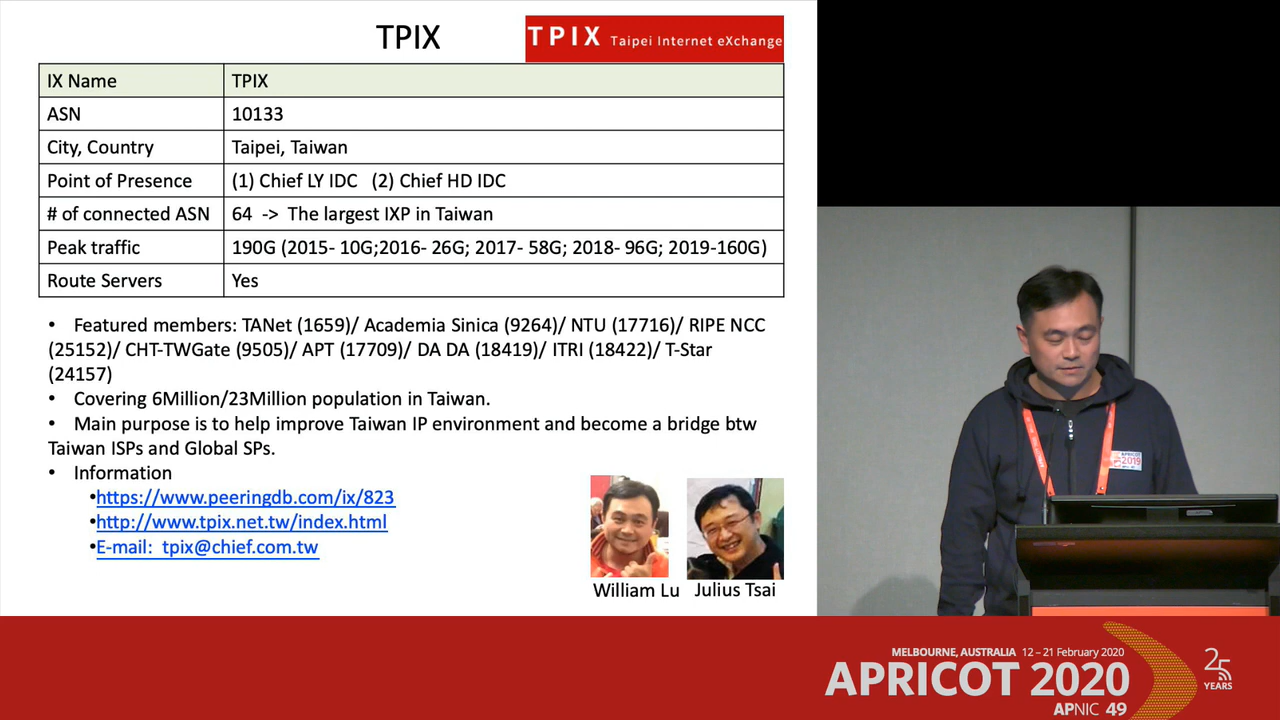 TPIX
TPIX Taipei Internet eXchange
IX Name TPIX
ASN 10133
City, Country Taipei, Taiwan
Point of Presence (1) Chief LY IDC (2) Chief HD IDC
# of connected ASN 64 -> The largest IXP in Taiwan
Peak traffic 190G (2015- 10G;2016- 26G; 2017- 58G; 2018- 96G; 2019-160G)
Route Servers Yes
• Featured members: TANet (1659)/ Academia Sinica (9264)/ NTU (17716)/ RIPE NCC
(25152)/ CHT-TWGate (9505)/ APT (17709)/ DA DA (18419)/ ITRI (18422)/ T-Star
(24157)
• Covering 6Million/23Million population in Taiwan.
• Main purpose is to help improve Taiwan IP environment and become a bridge btw
Taiwan ISPs and Global SPs.
• Information
•https://www.peeringdb.com/ix/823
•http://www.tpix.net.tw/index.html
•E-mail: tpix@chief.com.tw
William Lu Julius Tsai
APRICOT
2019
MELBOURNE, AUSTRALIA 12 – 21 February 2020
APRICOT 2020
APNIC 49
25
YEARS